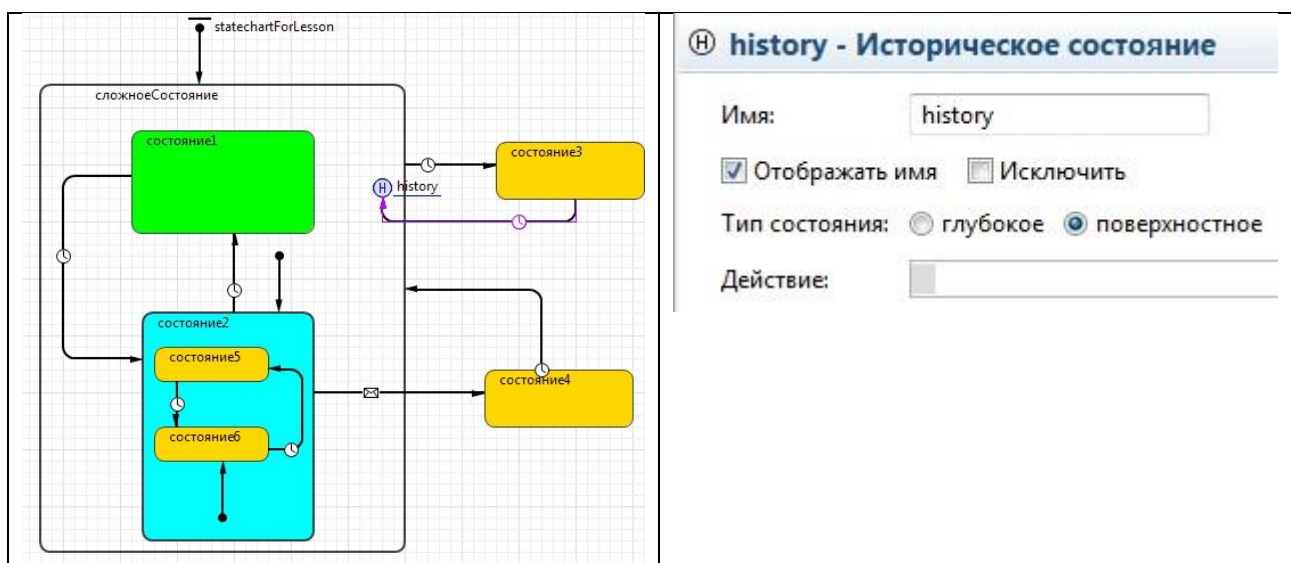 statechartForLesson
сложноеСостояние
состояние1
состояние3
H history
состояние2
состояние5
состояние4
состояние6
H history - Историческое состояние
Имя: history
Отображать имя Исключить
Тип состояния: глубокое поверхностное
Действие: